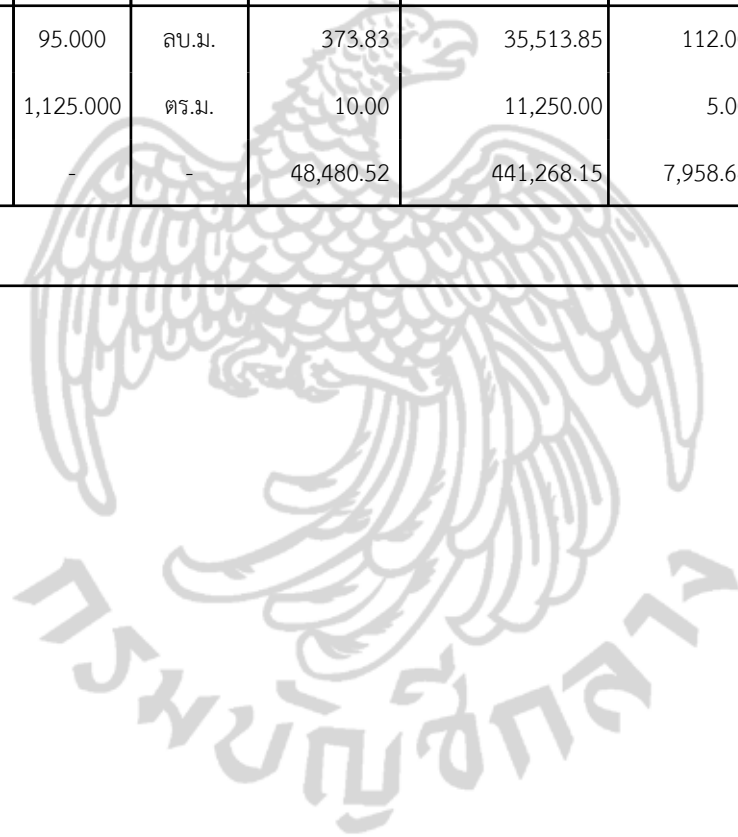 95.000 ลบ.ม. 373.83 35,513.85 112.0
1,125.000 ตร.ม. 10.00 11,250.00 5.0
- - 48,480.52 441,268.15 7,958.6
กรมบัญชีกลาง